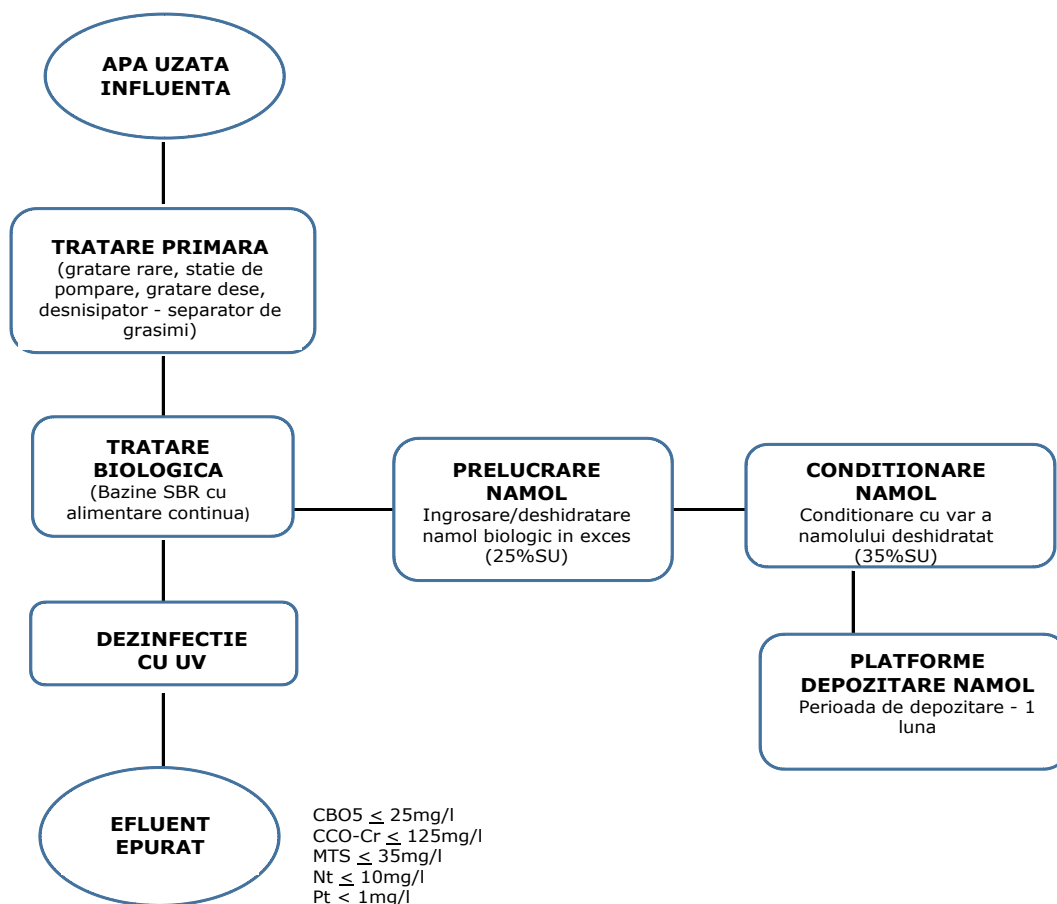 APA UZATA
INFLUENTA
TRATARE PRIMARA
(gratare rare, statie de
pompare, gratare dese,
desnisipator - separator de
grasimi)
TRATARE
BIOLOGICA
(Bazine SBR cu
alimentare continua)
PRELUCRARE
NAMOL
Ingrosare/deshidratare
namol biologic in exces
(25%SU)
CONDITIONARE
NAMOL
Conditionare cu var a
namolului deshidratat
(35%SU)
DEZINFECTIE
CU UV
PLATFORME
DEPOZITARE NAMOL
Perioada de depozitare - 1
luna
EFLUENT
EPURAT
CBO5 ≤ 25mg/l
CCO-Cr ≤ 125mg/l
MTS ≤ 35mg/l
Nt ≤ 10mg/l
Pt < 1mg/l